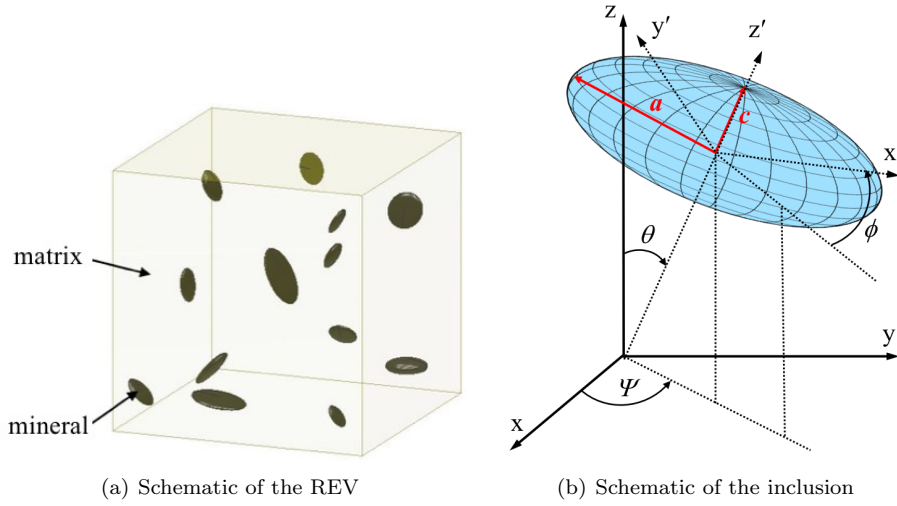 matrix
mineral
(a) Schematic of the REV
z
y′
z′
a
c
x
θ
ϕ
y
Ψ
x
(b) Schematic of the inclusion